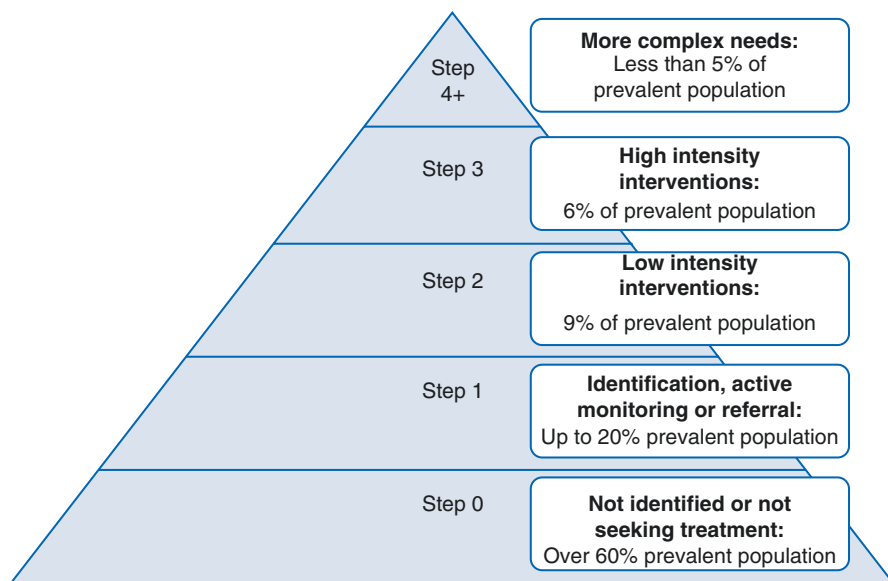 Step
4+
More complex needs:
Less than 5% of
prevalent population
Step 3
High intensity
interventions:
6% of prevalent population
Step 2
Low intensity
interventions:
9% of prevalent population
Step 1
Identification, active
monitoring or referral:
Up to 20% prevalent population
Step 0
Not identified or not
seeking treatment:
Over 60% prevalent population